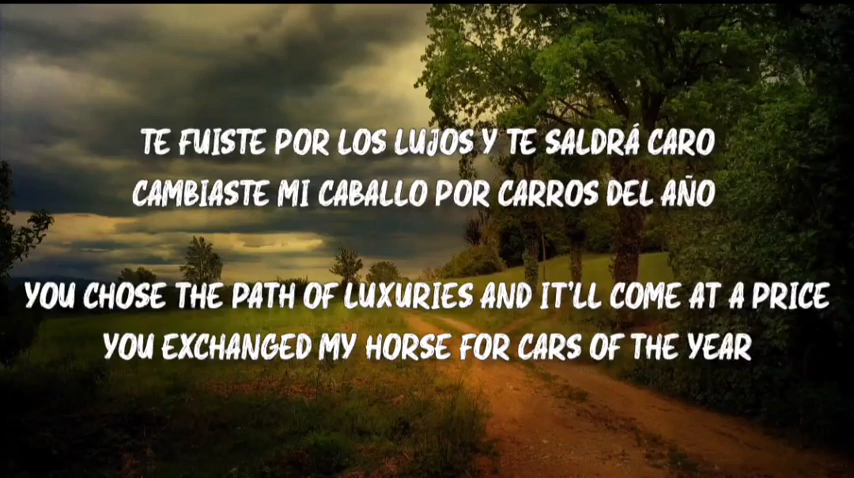 TE FUISTE POR LOS LUJOS Y TE SALDRÁ CARO
CAMBIASTE MI CABALLO POR CARROS DEL AÑO
YOU CHOSE THE PATH OF LUXURIES AND IT'LL COME AT A PRICE
YOU EXCHANGED MY HORSE FOR CARS OF THE YEAR